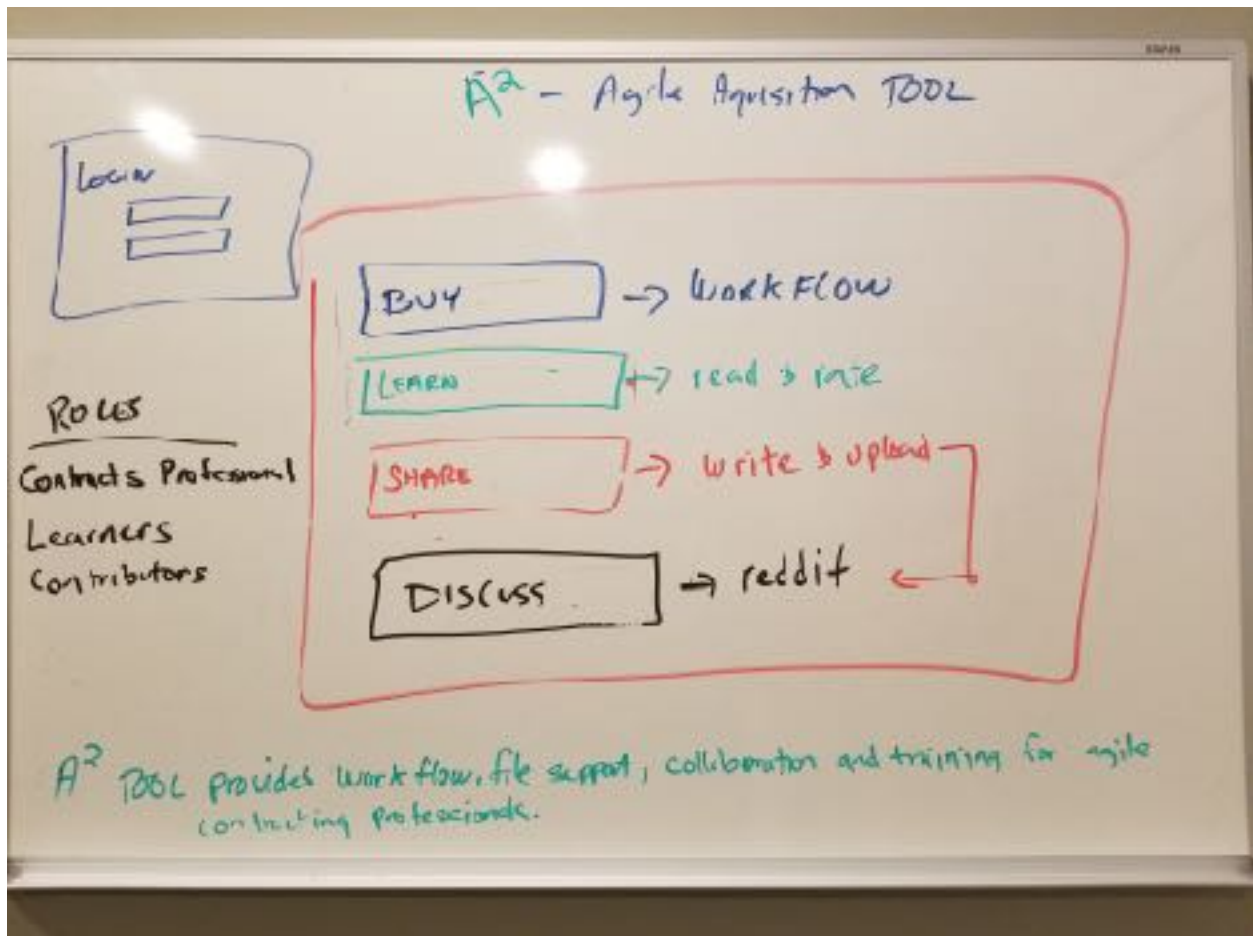 A² - Agile Aquisition TOOL
Login
BUY → WORKFLOW
LEARN → read & rate
SHARE → write & upload
DISCUSS → reddit
ROLES
Contracts Professional
Learners
Contributors
A² TOOL provides workflow, file support, collaboration and training for agile
contracting professionals.